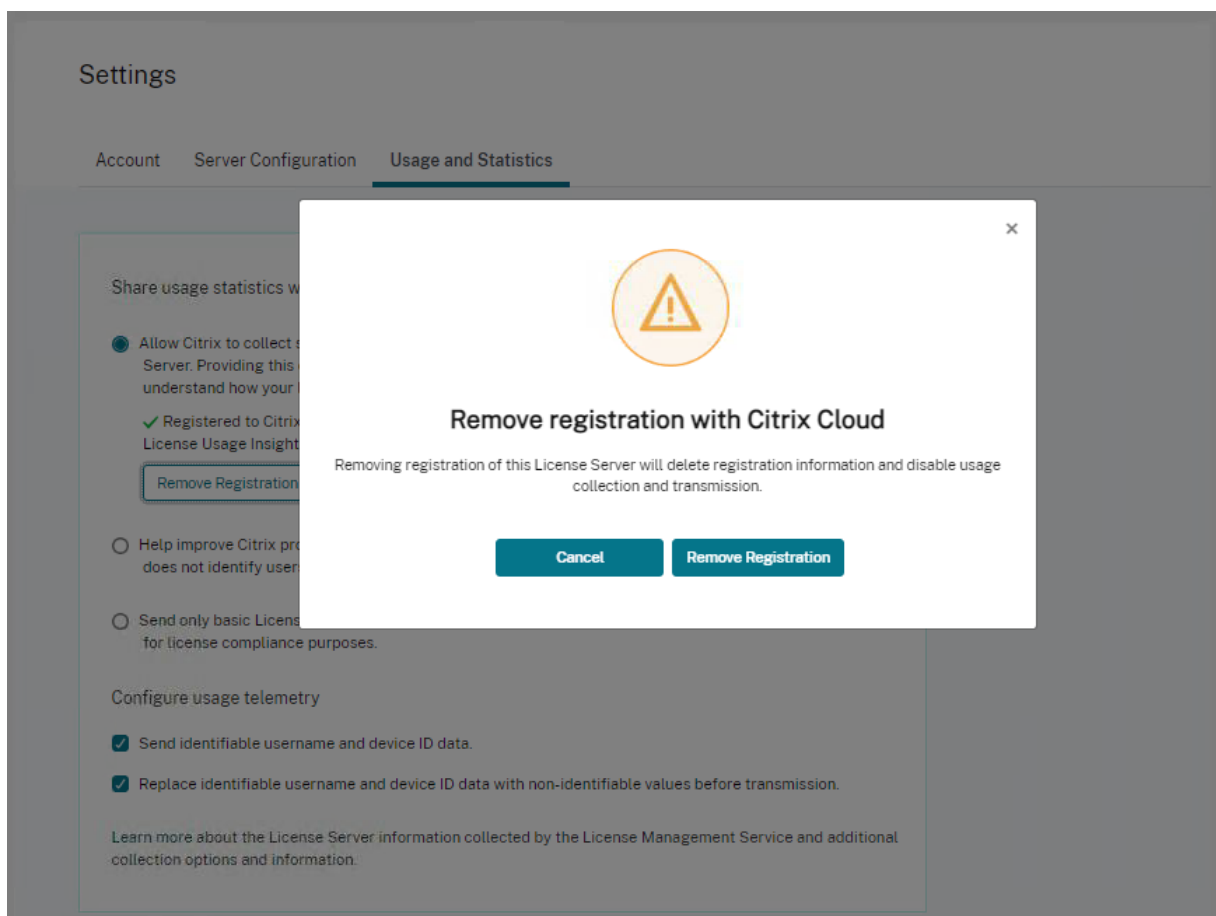 Settings
Account Server Configuration Usage and Statistics
×
Share usage statistics w
Allow Citrix to collect s
Server. Providing this
understand how your
Registered to Citrix
License Usage Insight
Remove Registration
Remove registration with Citrix Cloud
Removing registration of this License Server will delete registration information and disable usage
collection and transmission.
Cancel Remove Registration
Help improve Citrix pro
does not identify user
Send only basic Licens
for license compliance purposes.
Configure usage telemetry
Send identifiable username and device ID data.
Replace identifiable username and device ID data with non-identifiable values before transmission.
Learn more about the License Server information collected by the License Management Service and additional
collection options and information.